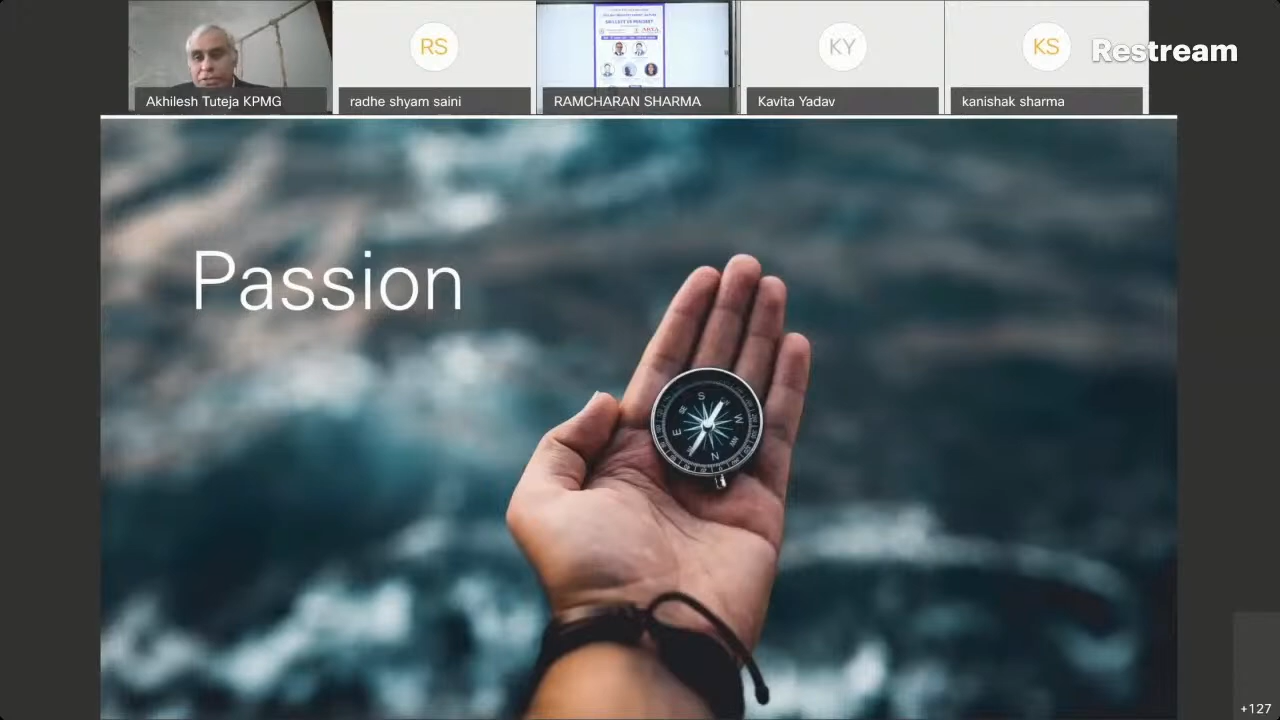 RS
KY
KS
Restream
Akhilesh Tuteja KPMG
radhe shyam saini
RAMCHARAN SHARMA
Kavita Yadav
kanishak sharma
Passion
S
W
E
N
+127